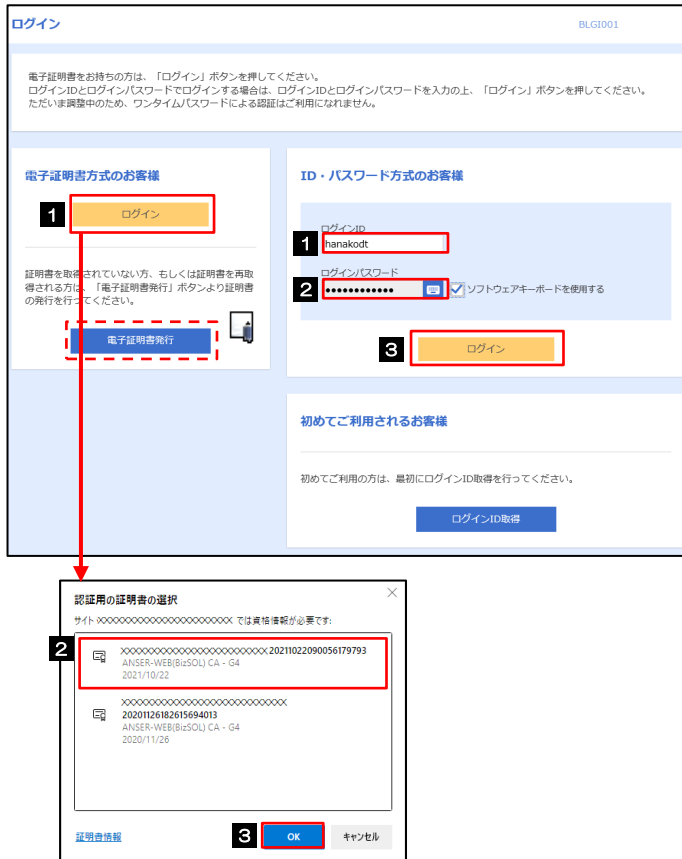 ログイン
BLGI001
電子証明書をお持ちの方は、「ログイン」ボタンを押してください。
ログインIDとログインパスワードでログインする場合は、ログインIDとログインパスワードを入力の上、「ログイン」ボタンを押してください。
ただいま調整中のため、ワンタイムパスワードによる認証はご利用になれません。
電子証明書方式のお客様
1
ログイン
証明書を取得されていない方、もしくは証明書を再取
得される方は、「電子証明書発行」ボタンより証明書
の発行を行ってください。
電子証明書発行
ID・パスワード方式のお客様
ログインID
1
hanakodt
ログインパスワード
2
●●●●●●●●●●●●
ソフトウェアキーボードを使用する
3
ログイン
初めてご利用されるお客様
初めてご利用の方は、最初にログインID取得を行ってください。
ログインID取得
認証用の証明書の選択
サイト XXXXXXXXXXXXXXXXXXXXXXX では資格情報が必要です:
2
XXXXXXXXXXXXXXXXXXXXXXXXXX 20211022090056179793
ANSER-WEB(BizSOL) CA - G4
2021/10/22
XXXXXXXXXXXXXXXXXXXXXXXXXXXXX
20201126182615694013
ANSER-WEB(BizSOL) CA - G4
2020/11/26
証明書情報
3
OK
キャンセル